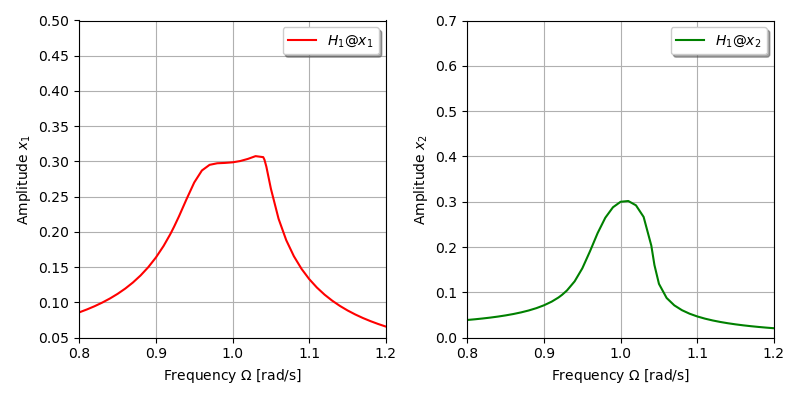 0.50
0.45
0.40
0.35
0.30
0.25
0.20
0.15
0.10
0.05
Amplitude x₁
H₁@x₁
0.8 0.9 1.0 1.1 1.2
Frequency Ω [rad/s]
0.7
0.6
0.5
0.4
0.3
0.2
0.1
0.0
Amplitude x₂
H₁@x₂
0.8 0.9 1.0 1.1 1.2
Frequency Ω [rad/s]